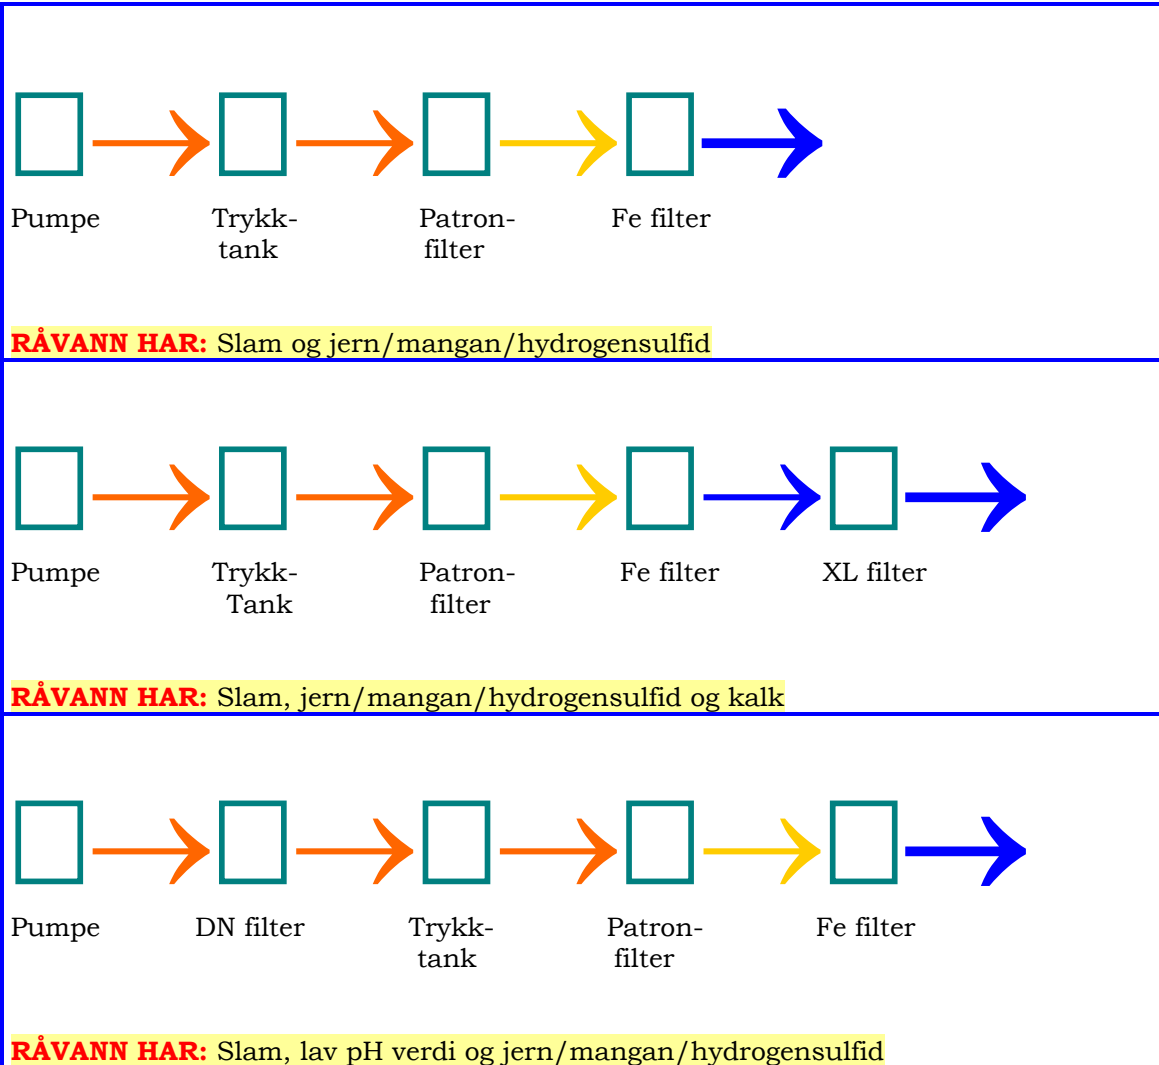 Pumpe Trykk- Patron- Fe filter
tank filter
RÅVANN HAR: Slam og jern/mangan/hydrogensulfid
Pumpe Trykk- Patron- Fe filter XL filter
Tank filter
RÅVANN HAR: Slam, jern/mangan/hydrogensulfid og kalk
Pumpe DN filter Trykk- Patron- Fe filter
tank filter
RÅVANN HAR: Slam, lav pH verdi og jern/mangan/hydrogensulfid